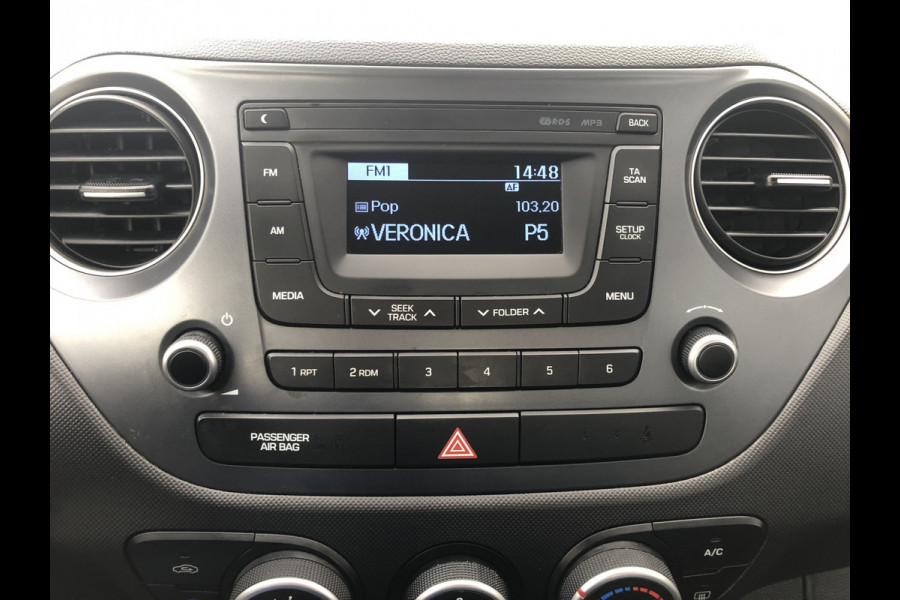 RDS MP3 BACK
FM
FM1 14:48
AF
Pop 103,20
VERONICA P5
TA
SCAN
AM
SETUP
CLOCK
MEDIA
SEEK
TRACK
FOLDER
MENU
1 RPT 2 RDM 3 4 5 6
PASSENGER
AIR BAG
A/C